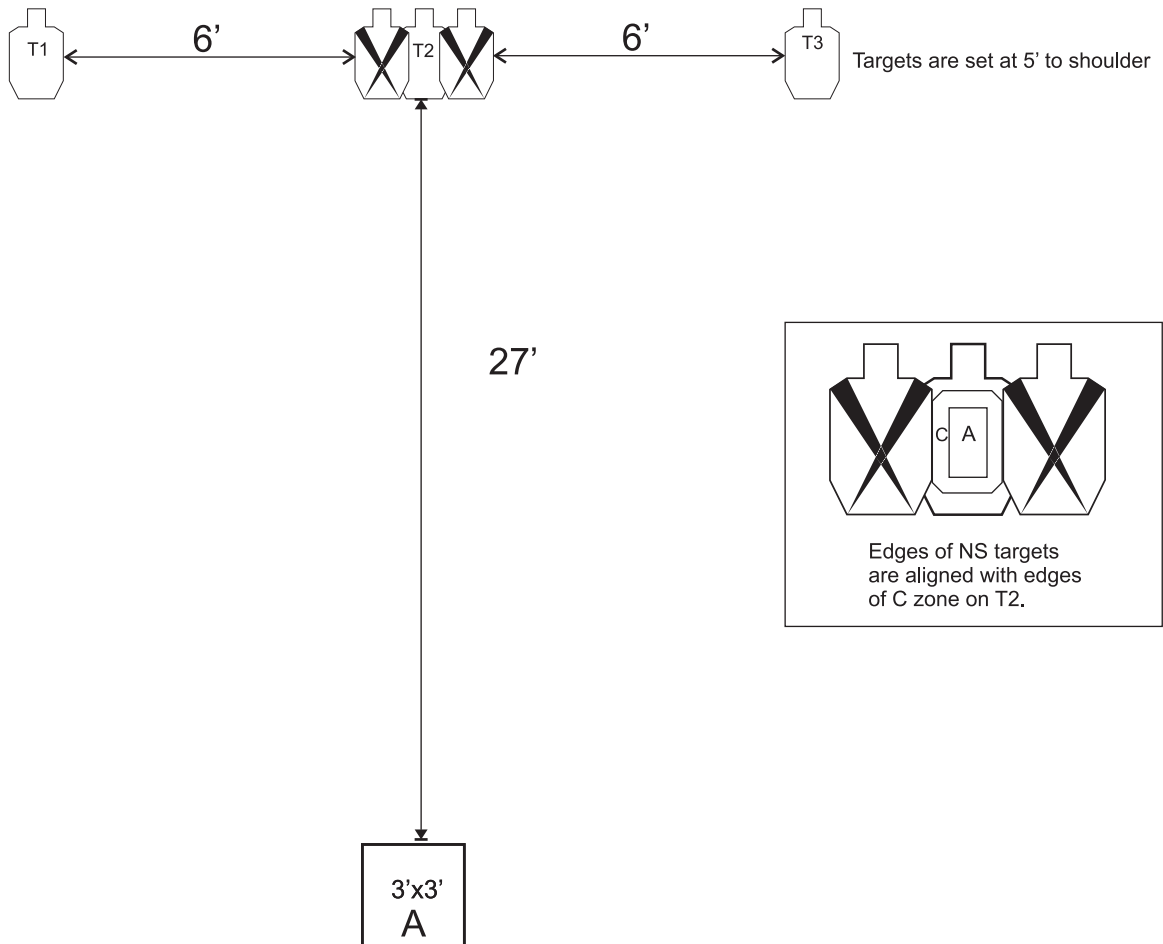 T1
6’
T2
6’
T3
Targets are set at 5’ to shoulder
27’
C
A
Edges of NS targets
are aligned with edges
of C zone on T2.
3’x3’
A